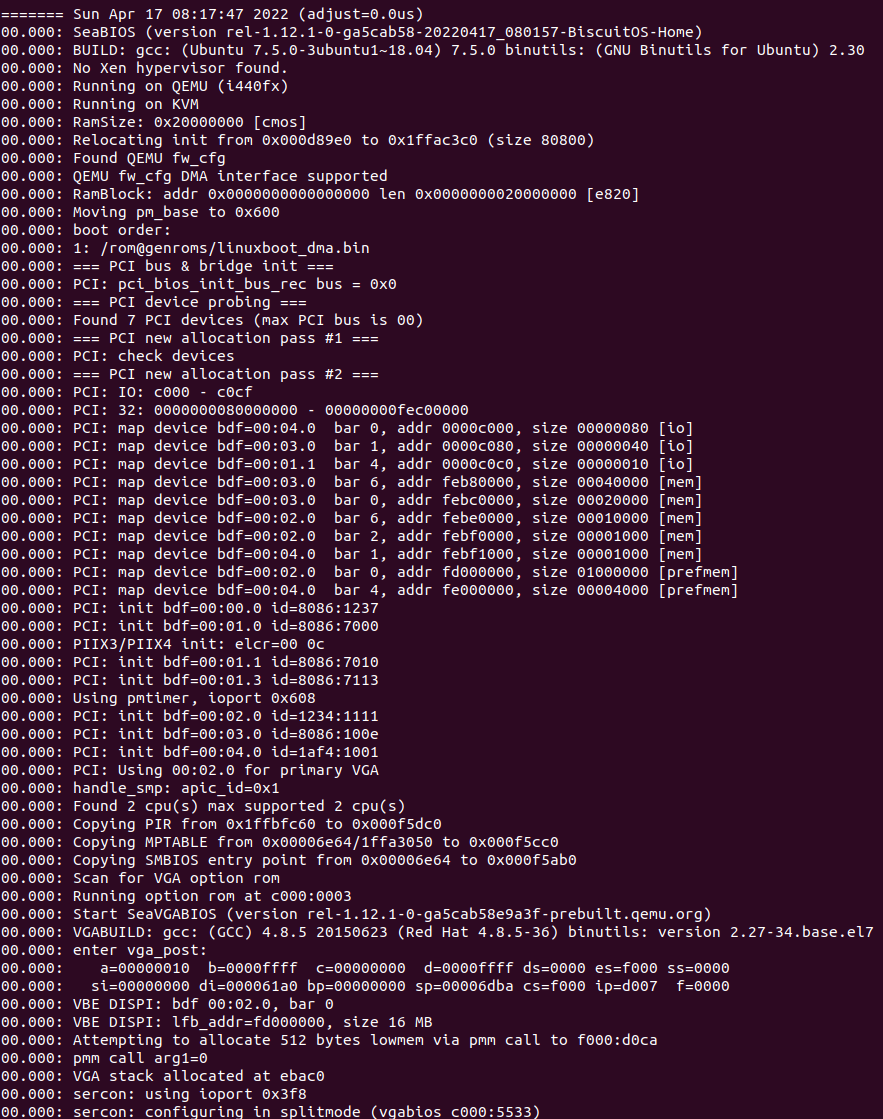 ======= Sun Apr 17 08:17:47 2022 (adjust=0.0us)
00.000: SeaBIOS (version rel-1.12.1-0-ga5cab58-20220417_080157-BiscuitOS-Home)
00.000: BUILD: gcc: (Ubuntu 7.5.0-3ubuntu1~18.04) 7.5.0 binutils: (GNU Binutils for Ubuntu) 2.30
00.000: No Xen hypervisor found.
00.000: Running on QEMU (i440fx)
00.000: Running on KVM
00.000: RamSize: 0x20000000 [cmos]
00.000: Relocating init from 0x000d89e0 to 0x1ffac3c0 (size 80800)
00.000: Found QEMU fw_cfg
00.000: QEMU fw_cfg DMA interface supported
00.000: RamBlock: addr 0x0000000000000000 len 0x0000000020000000 [e820]
00.000: Moving pm_base to 0x600
00.000: boot order:
00.000: 1: /rom@genroms/linuxboot_dma.bin
00.000: === PCI bus & bridge init ===
00.000: PCI: pci_bios_init_bus_rec bus = 0x0
00.000: === PCI device probing ===
00.000: Found 7 PCI devices (max PCI bus is 00)
00.000: === PCI new allocation pass #1 ===
00.000: PCI: check devices
00.000: === PCI new allocation pass #2 ===
00.000: PCI: IO: c000 - c0cf
00.000: PCI: 32: 0000000080000000 - 00000000fec00000
00.000: PCI: map device bdf=00:04.0  bar 0, addr 0000c000, size 00000080 [io]
00.000: PCI: map device bdf=00:03.0  bar 1, addr 0000c080, size 00000040 [io]
00.000: PCI: map device bdf=00:01.1  bar 4, addr 0000c0c0, size 00000010 [io]
00.000: PCI: map device bdf=00:03.0  bar 6, addr feb80000, size 00040000 [mem]
00.000: PCI: map device bdf=00:03.0  bar 0, addr febc0000, size 00020000 [mem]
00.000: PCI: map device bdf=00:02.0  bar 6, addr febe0000, size 00010000 [mem]
00.000: PCI: map device bdf=00:02.0  bar 2, addr febf0000, size 00001000 [mem]
00.000: PCI: map device bdf=00:04.0  bar 1, addr febf1000, size 00001000 [mem]
00.000: PCI: map device bdf=00:02.0  bar 0, addr fd000000, size 01000000 [prefmem]
00.000: PCI: map device bdf=00:04.0  bar 4, addr fe000000, size 00004000 [prefmem]
00.000: PCI: init bdf=00:00.0 id=8086:1237
00.000: PCI: init bdf=00:01.0 id=8086:7000
00.000: PIIX3/PIIX4 init: elcr=00 0c
00.000: PCI: init bdf=00:01.1 id=8086:7010
00.000: PCI: init bdf=00:01.3 id=8086:7113
00.000: Using pmtimer, ioport 0x608
00.000: PCI: init bdf=00:02.0 id=1234:1111
00.000: PCI: init bdf=00:03.0 id=8086:100e
00.000: PCI: init bdf=00:04.0 id=1af4:1001
00.000: PCI: Using 00:02.0 for primary VGA
00.000: handle_smp: apic_id=0x1
00.000: Found 2 cpu(s) max supported 2 cpu(s)
00.000: Copying PIR from 0x1ffbfc60 to 0x000f5dc0
00.000: Copying MPTABLE from 0x00006e64/1ffa3050 to 0x000f5cc0
00.000: Copying SMBIOS entry point from 0x00006e64 to 0x000f5ab0
00.000: Scan for VGA option rom
00.000: Running option rom at c000:0003
00.000: Start SeaVGABIOS (version rel-1.12.1-0-ga5cab58e9a3f-prebuilt.qemu.org)
00.000: VGABUILD: gcc: (GCC) 4.8.5 20150623 (Red Hat 4.8.5-36) binutils: version 2.27-34.base.el7
00.000: enter vga_post:
00.000:    a=00000010  b=0000ffff  c=00000000  d=0000ffff ds=0000 es=f000 ss=0000
00.000:   si=00000000 di=000061a0 bp=00000000 sp=00006dba cs=f000 ip=d007  f=0000
00.000: VBE DISPI: bdf 00:02.0, bar 0
00.000: VBE DISPI: lfb_addr=fd000000, size 16 MB
00.000: Attempting to allocate 512 bytes lowmem via pmm call to f000:d0ca
00.000: pmm call arg1=0
00.000: VGA stack allocated at ebac0
00.000: sercon: using ioport 0x3f8
00.000: sercon: configuring in splitmode (vgabios c000:5533)